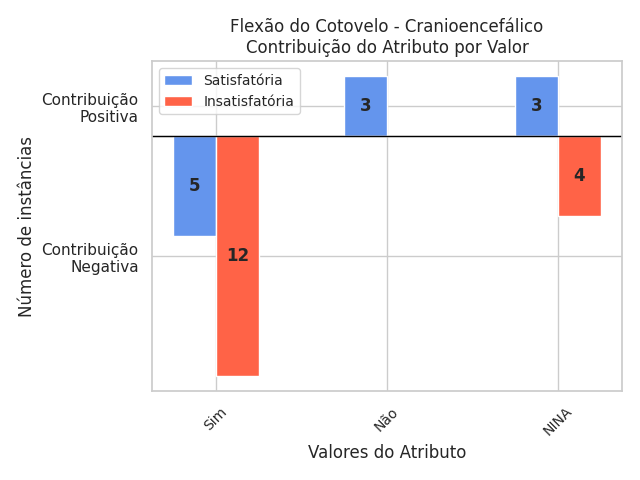 Flexão do Cotovelo - Cranioencefálico
Contribuição do Atributo por Valor
Satisfatória
Insatisfatória
Contribuição
Positiva
Contribuição
Negativa
Número de instâncias
5
12
3
3
4
Sim
Não
NINA
Valores do Atributo